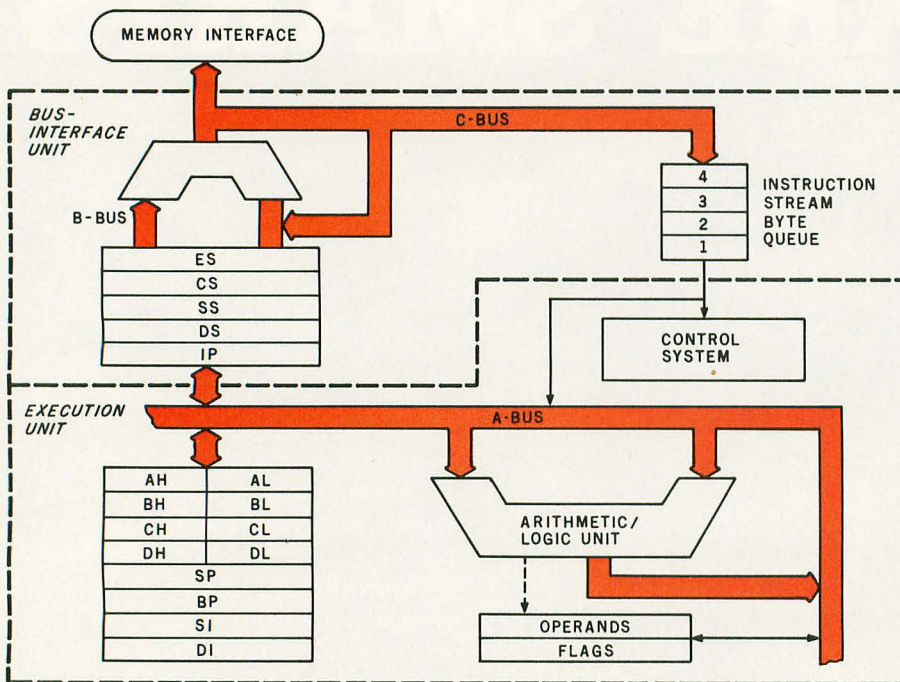 MEMORY INTERFACE
BUS-
INTERFACE
UNIT
C-BUS
B-BUS
4
3
2
1
INSTRUCTION
STREAM
BYTE
QUEUE
ES
CS
SS
DS
IP
CONTROL
SYSTEM
EXECUTION
UNIT
A-BUS
AH AL
BH BL
CH CL
DH DL
SP
BP
SI
DI
ARITHMETIC/
LOGIC UNIT
OPERANDS
FLAGS